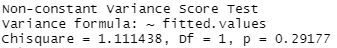 Non-constant Variance Score Test
Variance formula: ~ fitted.values
Chisquare = 1.111438, Df = 1, p = 0.29177